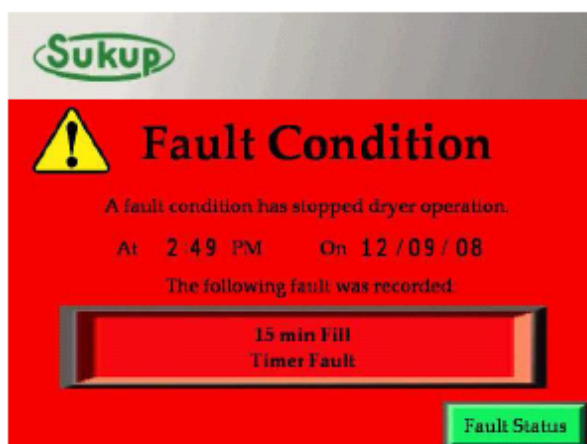 Sukup
Fault Condition
A fault condition has stopped dryer operation.
At 2:49 PM On 12/09/08
The following fault was recorded:
15 min Fill
Timer Fault
Fault Status